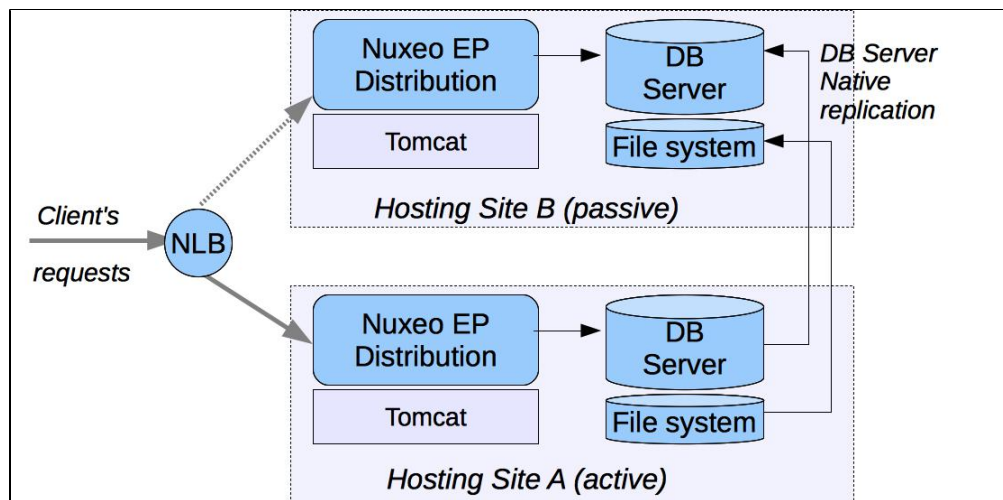 Nuxeo EP
Distribution
DB
Server
DB Server
Native
replication
Tomcat
File system
Hosting Site B (passive)
Client's
requests
NLB
Nuxeo EP
Distribution
DB
Server
Tomcat
File system
Hosting Site A (active)